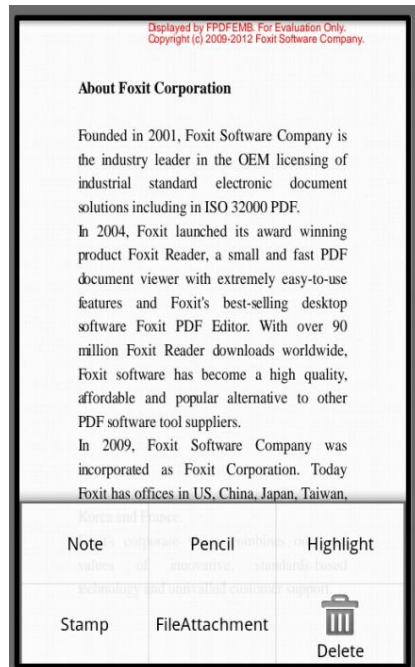 Displayed by FPDFEMB. For Evaluation Only.
Copyright (c) 2009-2012 Foxit Software Company.
About Foxit Corporation
Founded in 2001, Foxit Software Company is
the industry leader in the OEM licensing of
industrial standard electronic document
solutions including in ISO 32000 PDF.
In 2004, Foxit launched its award winning
product Foxit Reader, a small and fast PDF
document viewer with extremely easy-to-use
features and Foxit's best-selling desktop
software Foxit PDF Editor. With over 90
million Foxit Reader downloads worldwide,
Foxit software has become a high quality,
affordable and popular alternative to other
PDF software tool suppliers.
In 2009, Foxit Software Company was
incorporated as Foxit Corporation. Today
Foxit has offices in US, China, Japan, Taiwan,
Korea and France.
corporate combines
values of innovative, standards-based
technology and unrivalled customer support.
Note Pencil Highlight
Stamp FileAttachment Delete